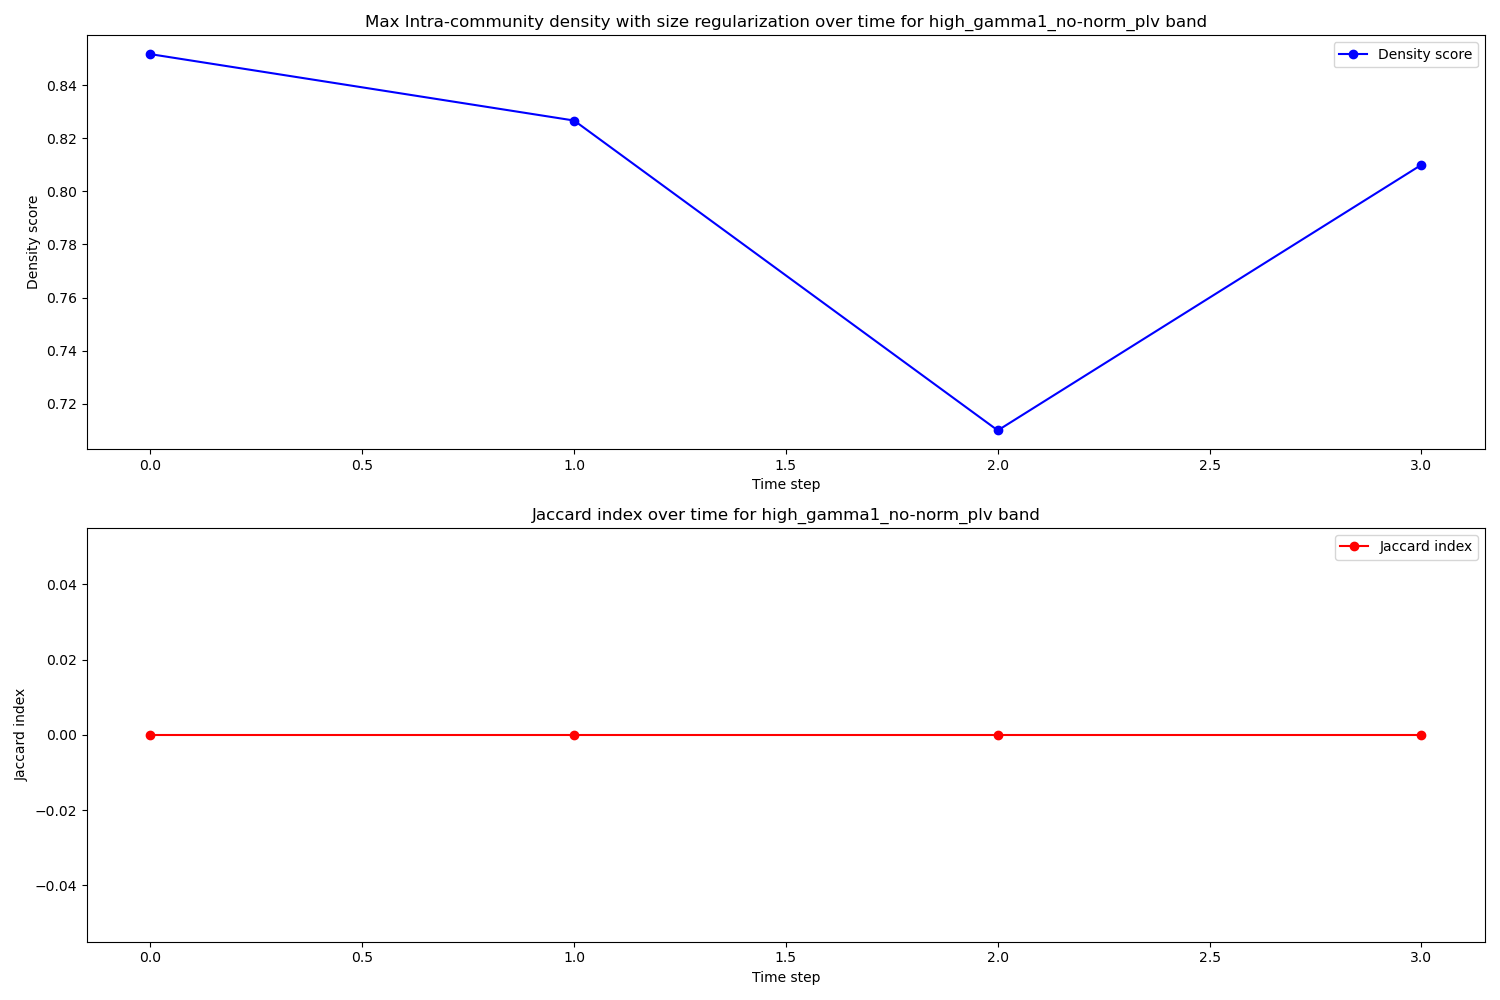 Max Intra-community density with size regularization over time for high_gamma1_no-norm_plv band
Density score
0.84
0.82
0.80
0.78
0.76
0.74
0.72
Density score
0.0 0.5 1.0 1.5 2.0 2.5 3.0
Time step
Jaccard index over time for high_gamma1_no-norm_plv band
Jaccard index
0.04
0.02
0.00
−0.02
−0.04
Jaccard index
0.0 0.5 1.0 1.5 2.0 2.5 3.0
Time step